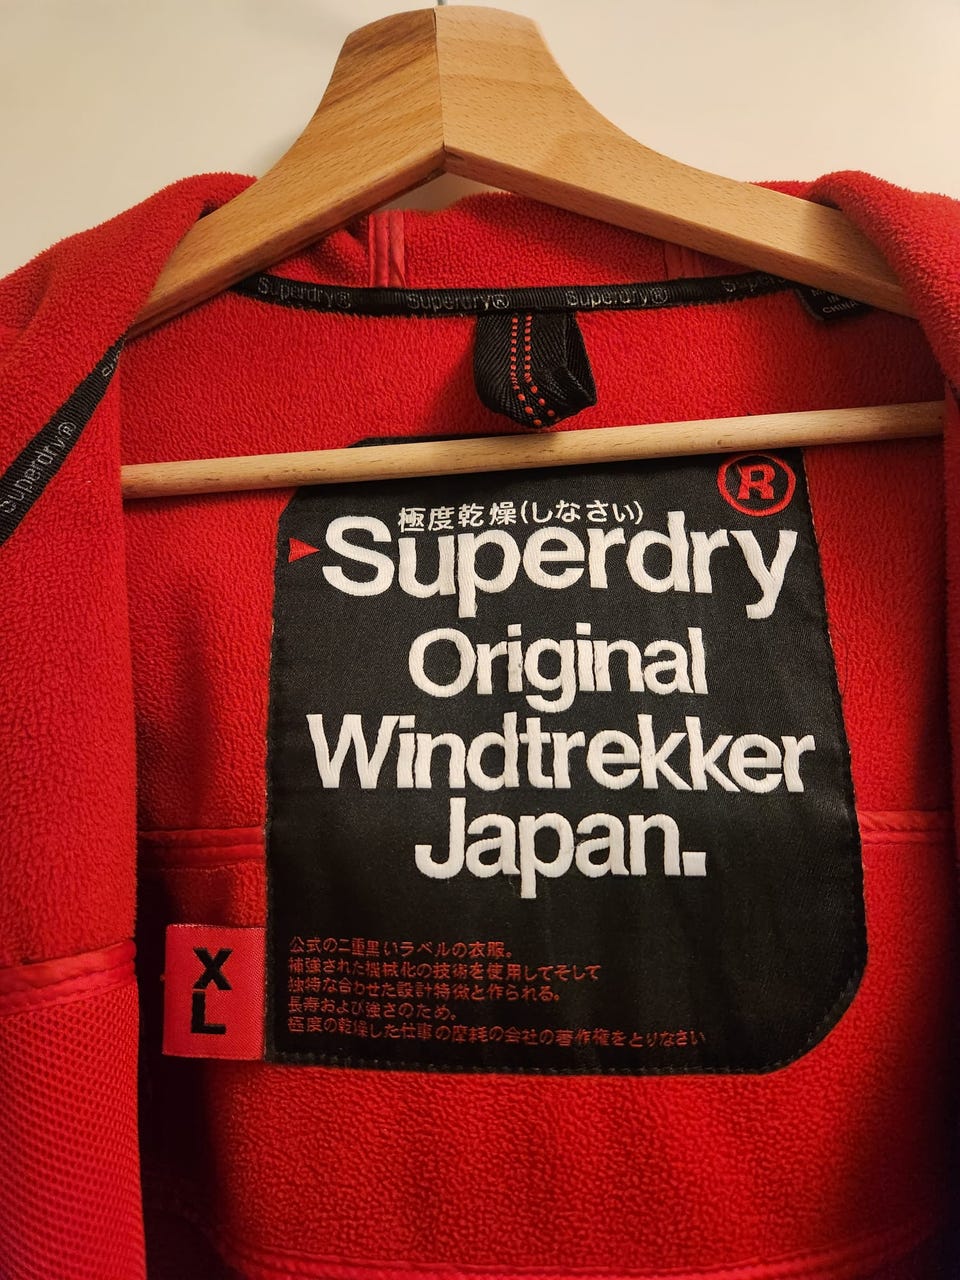 Superdry® Superdry® Superdry®
CHINA
Superdry®
R
極度乾燥(しなさい)
Superdry
Original
Windtrekker
Japan.
X
L
公式の二重黒いラベルの衣服。
補強された機械化の技術を使用してそして
独特な合わせた設計特徴と作られる。
長寿および強さのため。
極度の乾燥した仕事の摩耗の会社の著作権をとりなさい